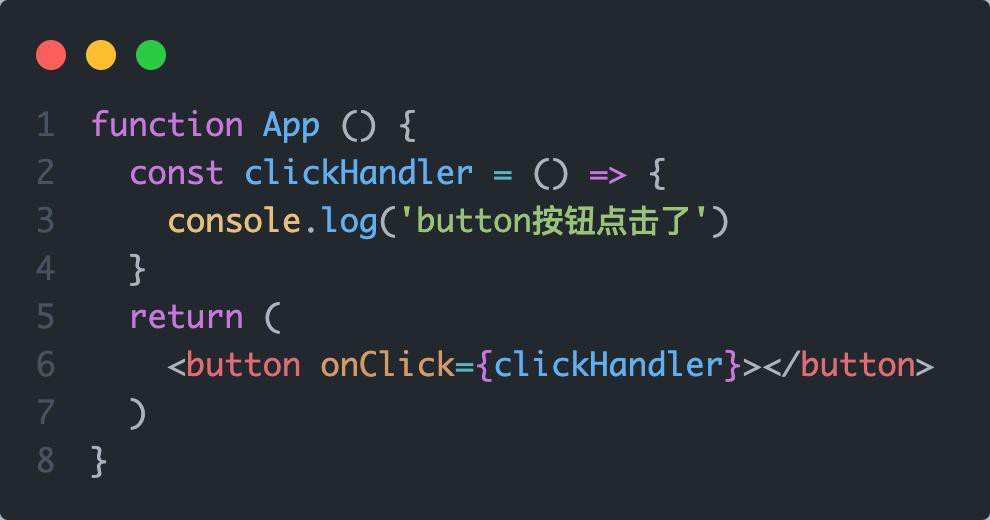 1 function App () {
2 const clickHandler = () => {
3 console.log('button按钮点击了')
4 }
5 return (
6 <button onClick={clickHandler}></button>
7 )
8 }